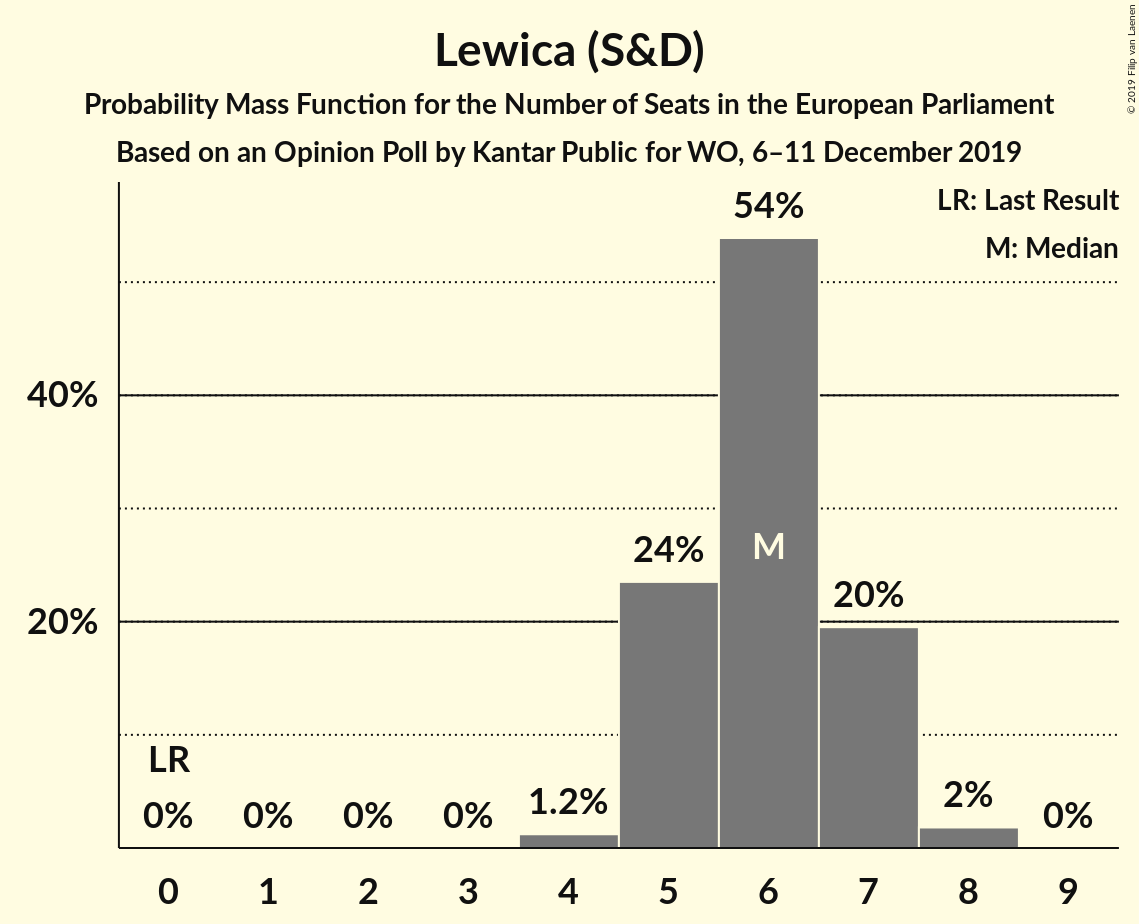 Lewica (S&D)
Probability Mass Function for the Number of Seats in the European Parliament
Based on an Opinion Poll by Kantar Public for WO, 6–11 December 2019
© 2019 Filip van Laenen
LR: Last Result
M: Median
54%
40%
24%
M
20%
20%
LR
0%
0%
0%
0%
1.2%
2%
0%
0 1 2 3 4 5 6 7 8 9